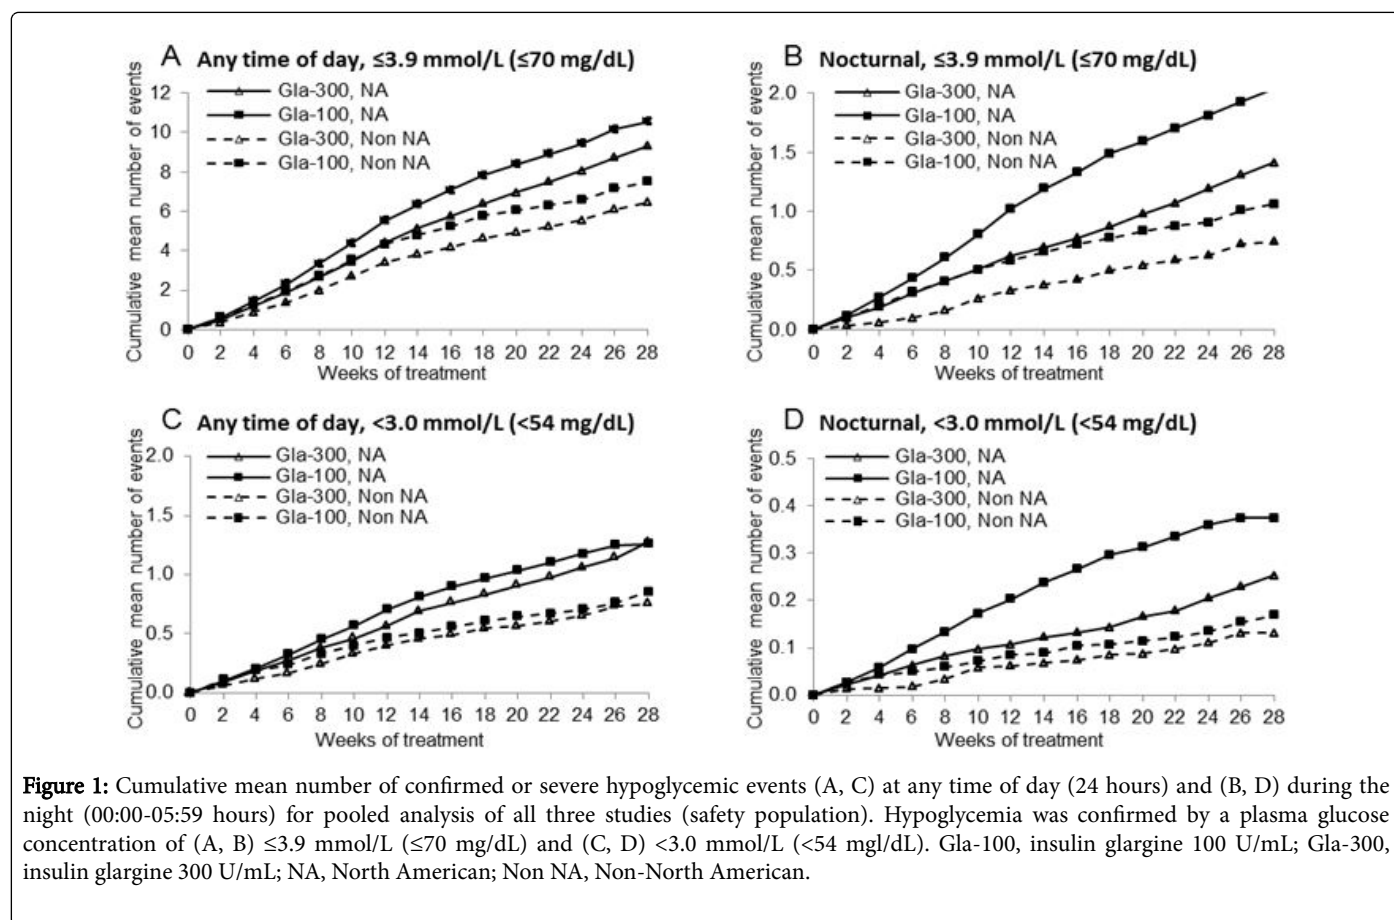 A Any time of day, ≤3.9 mmol/L (≤70 mg/dL)
Cumulative mean number of events
12
10
8
6
4
2
0
Gla-300, NA
Gla-100, NA
Gla-300, Non NA
Gla-100, Non NA
0 2 4 6 8 10 12 14 16 18 20 22 24 26 28
Weeks of treatment
B Nocturnal, ≤3.9 mmol/L (≤70 mg/dL)
Cumulative mean number of events
2.0
1.5
1.0
0.5
0.0
Gla-300, NA
Gla-100, NA
Gla-300, Non NA
Gla-100, Non NA
0 2 4 6 8 10 12 14 16 18 20 22 24 26 28
Weeks of treatment
C Any time of day, <3.0 mmol/L (<54 mg/dL)
Cumulative mean number of events
2.0
1.5
1.0
0.5
0.0
Gla-300, NA
Gla-100, NA
Gla-300, Non NA
Gla-100, Non NA
0 2 4 6 8 10 12 14 16 18 20 22 24 26 28
Weeks of treatment
D Nocturnal, <3.0 mmol/L (<54 mg/dL)
Cumulative mean number of events
0.5
0.4
0.3
0.2
0.1
0.0
Gla-300, NA
Gla-100, NA
Gla-300, Non NA
Gla-100, Non NA
0 2 4 6 8 10 12 14 16 18 20 22 24 26 28
Weeks of treatment
Figure 1: Cumulative mean number of confirmed or severe hypoglycemic events (A, C) at any time of day (24 hours) and (B, D) during the
night (00:00-05:59 hours) for pooled analysis of all three studies (safety population). Hypoglycemia was confirmed by a plasma glucose
concentration of (A, B) ≤3.9 mmol/L (≤70 mg/dL) and (C, D) <3.0 mmol/L (<54 mgl/dL). Gla-100, insulin glargine 100 U/mL; Gla-300,
insulin glargine 300 U/mL; NA, North American; Non NA, Non-North American.